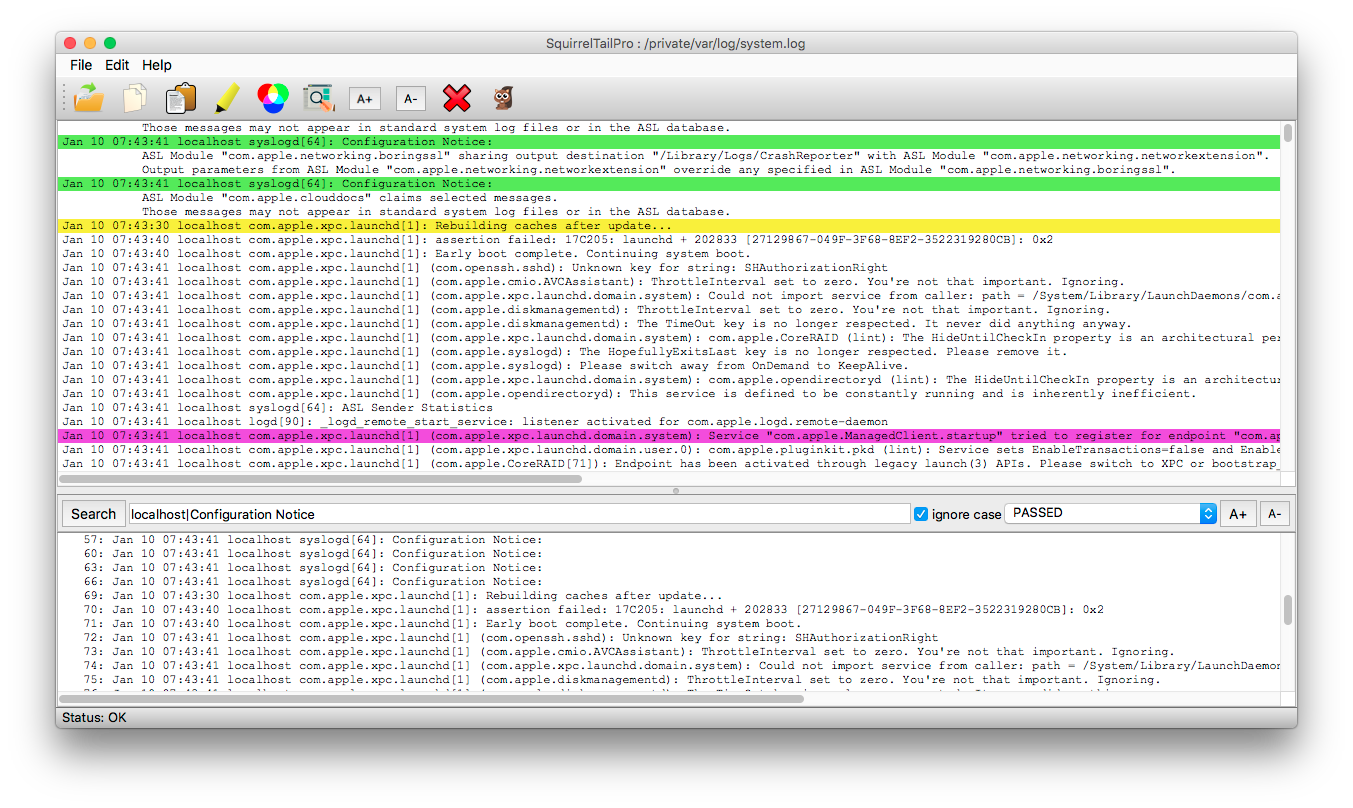 SquirrelTailPro : /private/var/log/system.log
File Edit Help
A+ A-
Those messages may not appear in standard system log files or in the ASL database.
Jan 10 07:43:41 localhost syslogd[64]: Configuration Notice:
ASL Module "com.apple.networking.boringssl" sharing output destination "/Library/Logs/CrashReporter" with ASL Module "com.apple.networking.networkextension".
Output parameters from ASL Module "com.apple.networking.networkextension" override any specified in ASL Module "com.apple.networking.boringssl".
Jan 10 07:43:41 localhost syslogd[64]: Configuration Notice:
ASL Module "com.apple.clouddocs" claims selected messages.
Those messages may not appear in standard system log files or in the ASL database.
Jan 10 07:43:30 localhost com.apple.xpc.launchd[1]: Rebuilding caches after update...
Jan 10 07:43:40 localhost com.apple.xpc.launchd[1]: assertion failed: 17C205: launchd + 202833 [27129867-049F-3F68-8EF2-3522319280CB]: 0x2
Jan 10 07:43:40 localhost com.apple.xpc.launchd[1]: Early boot complete. Continuing system boot.
Jan 10 07:43:41 localhost com.apple.xpc.launchd[1] (com.openssh.sshd): Unknown key for string: SHAuthorizationRight
Jan 10 07:43:41 localhost com.apple.xpc.launchd[1] (com.apple.cmio.AVCAssistant): ThrottleInterval set to zero. You're not that important. Ignoring.
Jan 10 07:43:41 localhost com.apple.xpc.launchd[1] (com.apple.xpc.launchd.domain.system): Could not import service from caller: path = /System/Library/LaunchDaemons/com.a
Jan 10 07:43:41 localhost com.apple.xpc.launchd[1] (com.apple.diskmanagementd): ThrottleInterval set to zero. You're not that important. Ignoring.
Jan 10 07:43:41 localhost com.apple.xpc.launchd[1] (com.apple.diskmanagementd): The TimeOut key is no longer respected. It never did anything anyway.
Jan 10 07:43:41 localhost com.apple.xpc.launchd[1] (com.apple.xpc.launchd.domain.system): com.apple.CoreRAID (lint): The HideUntilCheckIn property is an architectural per
Jan 10 07:43:41 localhost com.apple.xpc.launchd[1] (com.apple.syslogd): The HopefullyExitsLast key is no longer respected. Please remove it.
Jan 10 07:43:41 localhost com.apple.xpc.launchd[1] (com.apple.syslogd): Please switch away from OnDemand to KeepAlive.
Jan 10 07:43:41 localhost com.apple.xpc.launchd[1] (com.apple.xpc.launchd.domain.system): com.apple.opendirectoryd (lint): The HideUntilCheckIn property is an architectur
Jan 10 07:43:41 localhost com.apple.xpc.launchd[1] (com.apple.opendirectoryd): This service is defined to be constantly running and is inherently inefficient.
Jan 10 07:43:41 localhost syslogd[64]: ASL Sender Statistics
Jan 10 07:43:41 localhost logd[90]: _logd_remote_start_service: listener activated for com.apple.logd.remote-daemon
Jan 10 07:43:41 localhost com.apple.xpc.launchd[1] (com.apple.xpc.launchd.domain.system): Service "com.apple.ManagedClient.startup" tried to register for endpoint "com.ap
Jan 10 07:43:41 localhost com.apple.xpc.launchd[1] (com.apple.xpc.launchd.domain.user.0): com.apple.pluginkit.pkd (lint): Service sets EnableTransactions=false and Enable
Jan 10 07:43:41 localhost com.apple.xpc.launchd[1] (com.apple.CoreRAID[71]): Endpoint has been activated through legacy launch(3) APIs. Please switch to XPC or bootstrap_
Search localhost|Configuration Notice ignore case PASSED A+ A-
57: Jan 10 07:43:41 localhost syslogd[64]: Configuration Notice:
60: Jan 10 07:43:41 localhost syslogd[64]: Configuration Notice:
63: Jan 10 07:43:41 localhost syslogd[64]: Configuration Notice:
66: Jan 10 07:43:41 localhost syslogd[64]: Configuration Notice:
69: Jan 10 07:43:30 localhost com.apple.xpc.launchd[1]: Rebuilding caches after update...
70: Jan 10 07:43:40 localhost com.apple.xpc.launchd[1]: assertion failed: 17C205: launchd + 202833 [27129867-049F-3F68-8EF2-3522319280CB]: 0x2
71: Jan 10 07:43:40 localhost com.apple.xpc.launchd[1]: Early boot complete. Continuing system boot.
72: Jan 10 07:43:41 localhost com.apple.xpc.launchd[1] (com.openssh.sshd): Unknown key for string: SHAuthorizationRight
73: Jan 10 07:43:41 localhost com.apple.xpc.launchd[1] (com.apple.cmio.AVCAssistant): ThrottleInterval set to zero. You're not that important. Ignoring.
74: Jan 10 07:43:41 localhost com.apple.xpc.launchd[1] (com.apple.xpc.launchd.domain.system): Could not import service from caller: path = /System/Library/LaunchDaemon
75: Jan 10 07:43:41 localhost com.apple.xpc.launchd[1] (com.apple.diskmanagementd): ThrottleInterval set to zero. You're not that important. Ignoring.
Status: OK